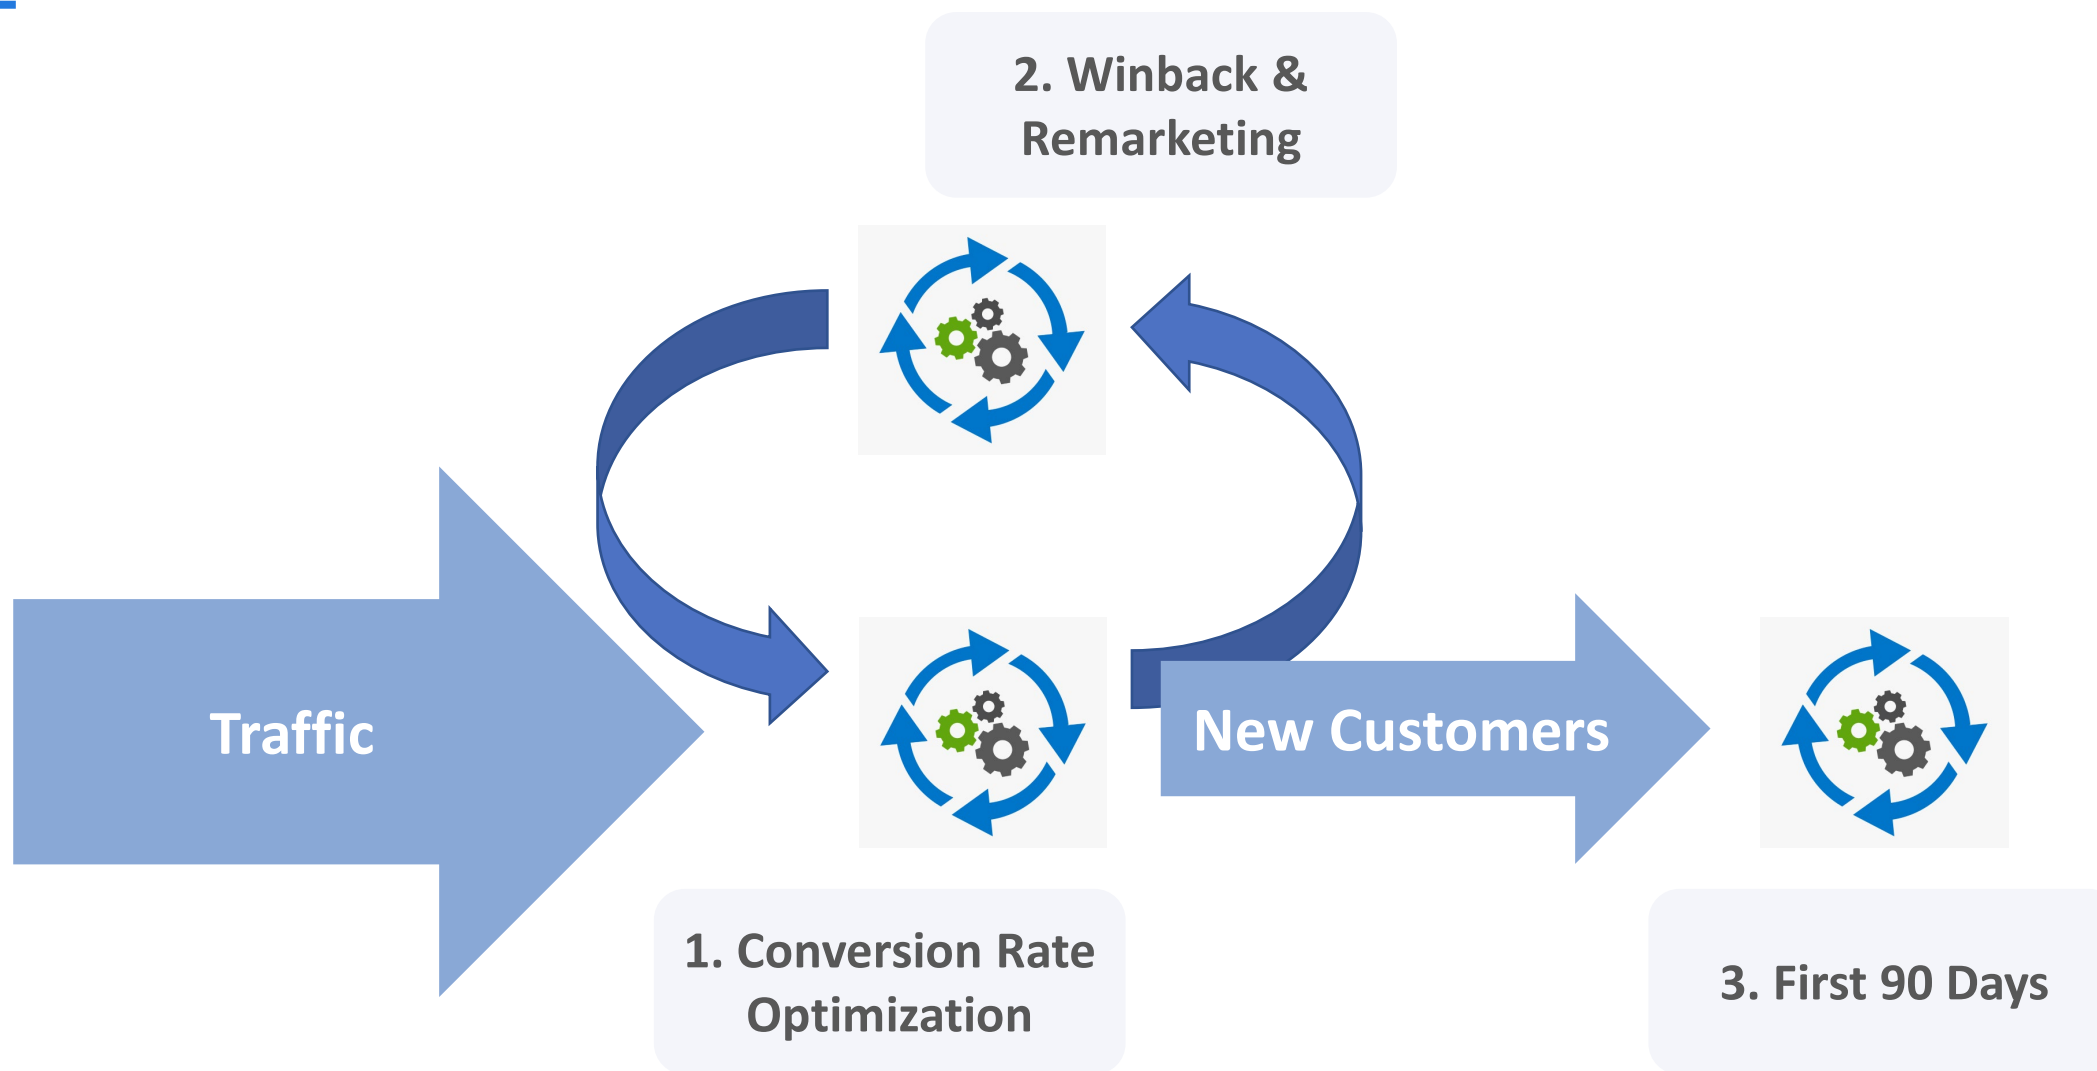 2. Winback &
Remarketing
Traffic
New Customers
1. Conversion Rate
Optimization
3. First 90 Days